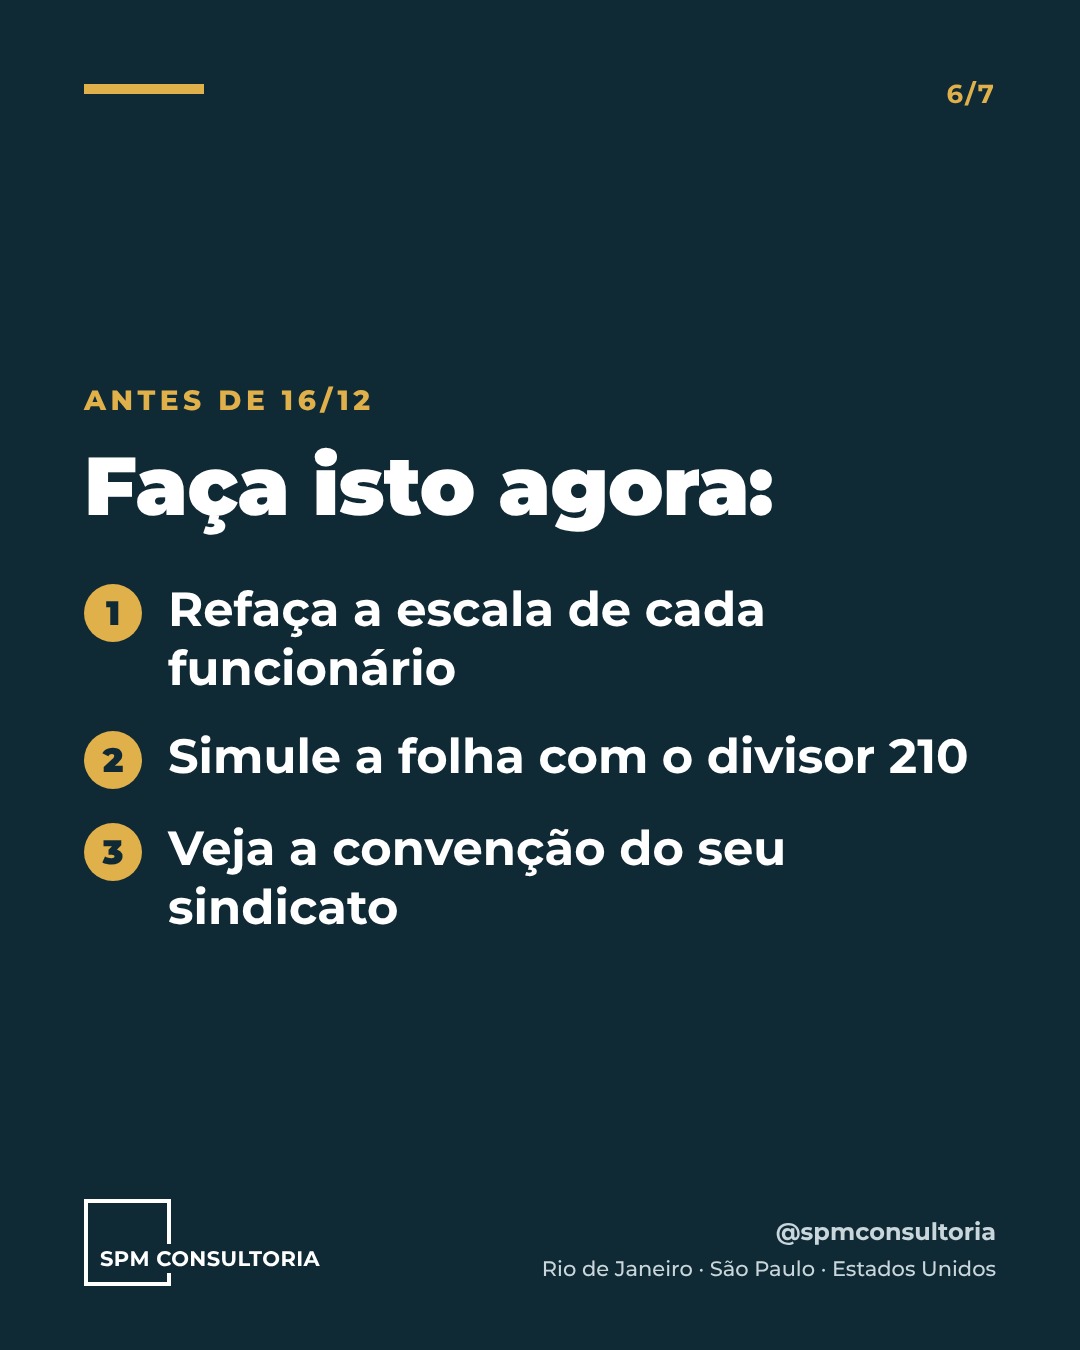 6/7
ANTES DE 16/12
Faça isto agora:
1 Refaça a escala de cada
funcionário
2 Simule a folha com o divisor 210
3 Veja a convenção do seu
sindicato
SPM CONSULTORIA
@spmconsultoria
Rio de Janeiro · São Paulo · Estados Unidos